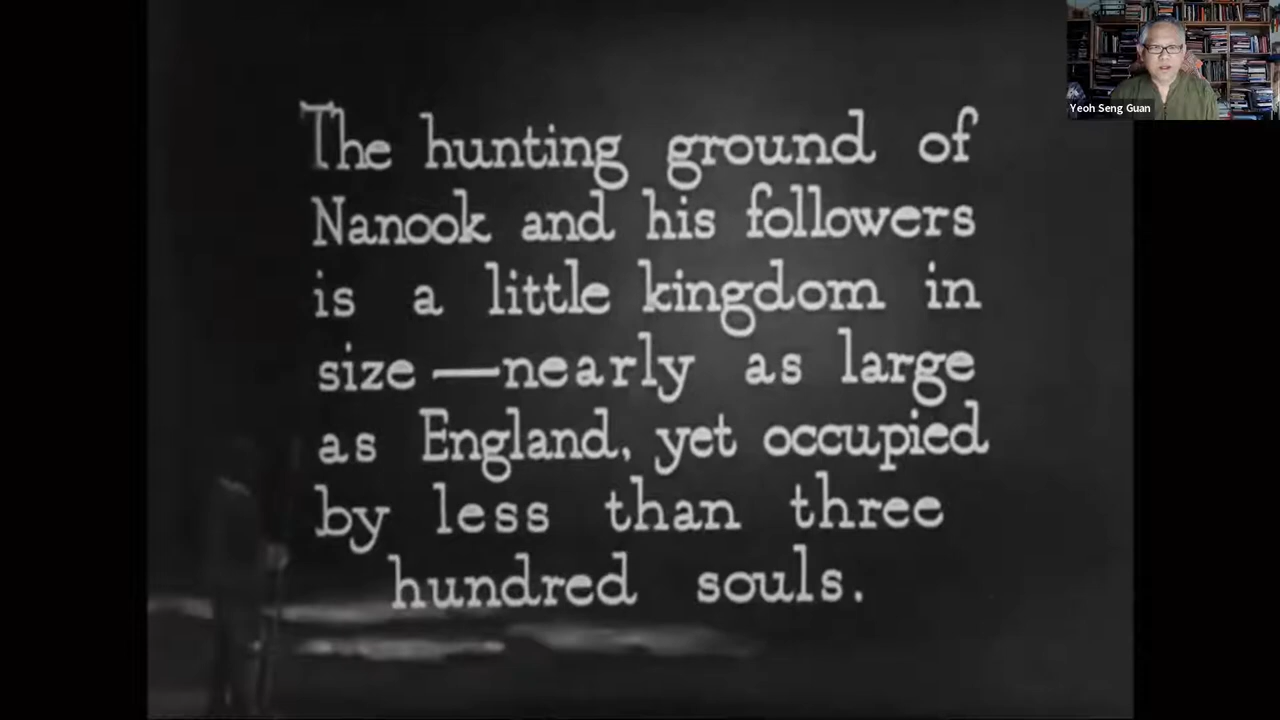 The hunting ground of
Nanook and his followers
is a little kingdom in
size — nearly as large
as England, yet occupied
by less than three
hundred souls.
Yeoh Seng Guan